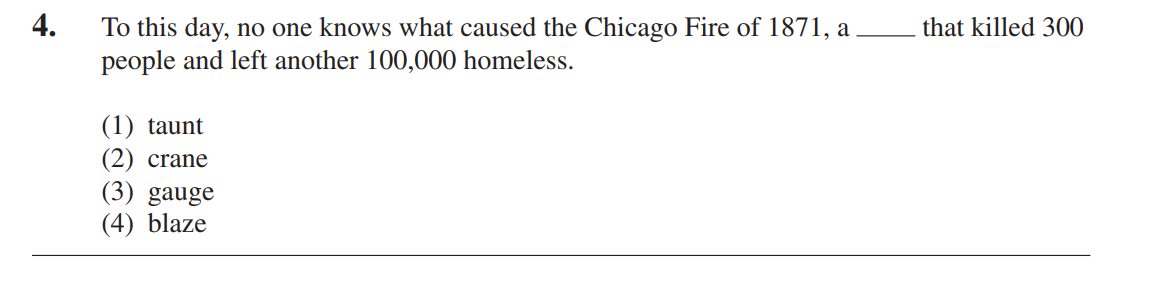 4. To this day, no one knows what caused the Chicago Fire of 1871, a _____ that killed 300
people and left another 100,000 homeless.
(1) taunt
(2) crane
(3) gauge
(4) blaze